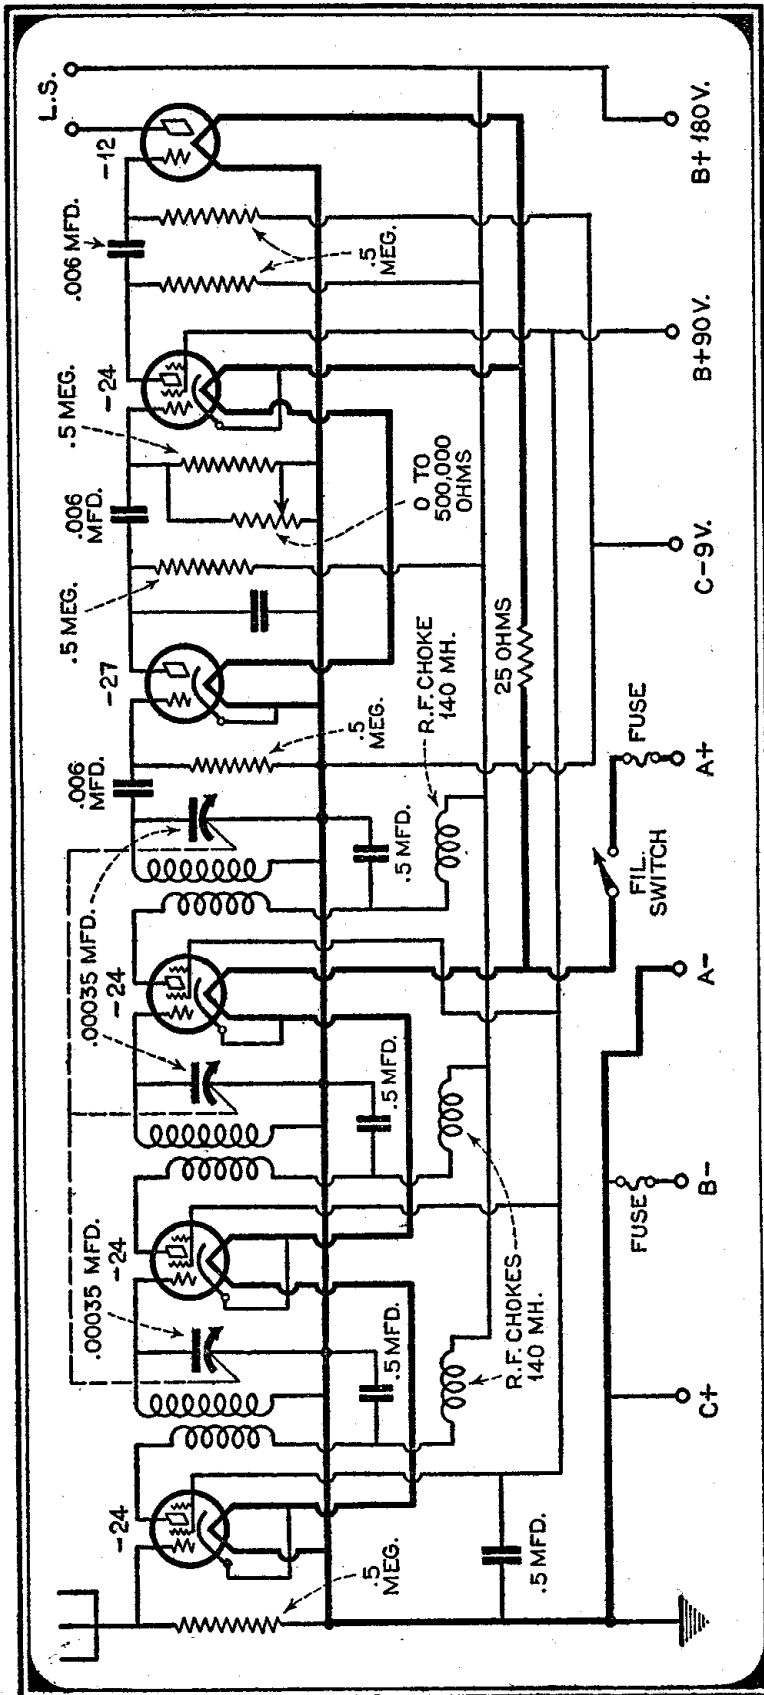 -24
.00035 MFD.
-24
.00035 MFD.
-24
.006
MFD.
-27
.5 MEG.
.006
MFD.
.5 MEG.
-24
.006 MFD.
-12
L.S.
.5
MEG.
.5 MFD.
.5 MFD.
.5 MFD.
.5
MEG.
0 TO
500,000
OHMS
.5
MEG.
.5 MFD.
R.F. CHOKES
140 MH.
R.F. CHOKE
140 MH.
25 OHMS
FUSE
FIL.
SWITCH
FUSE
C+
B-
A-
A+
C-9V.
B+90V.
B+180V.